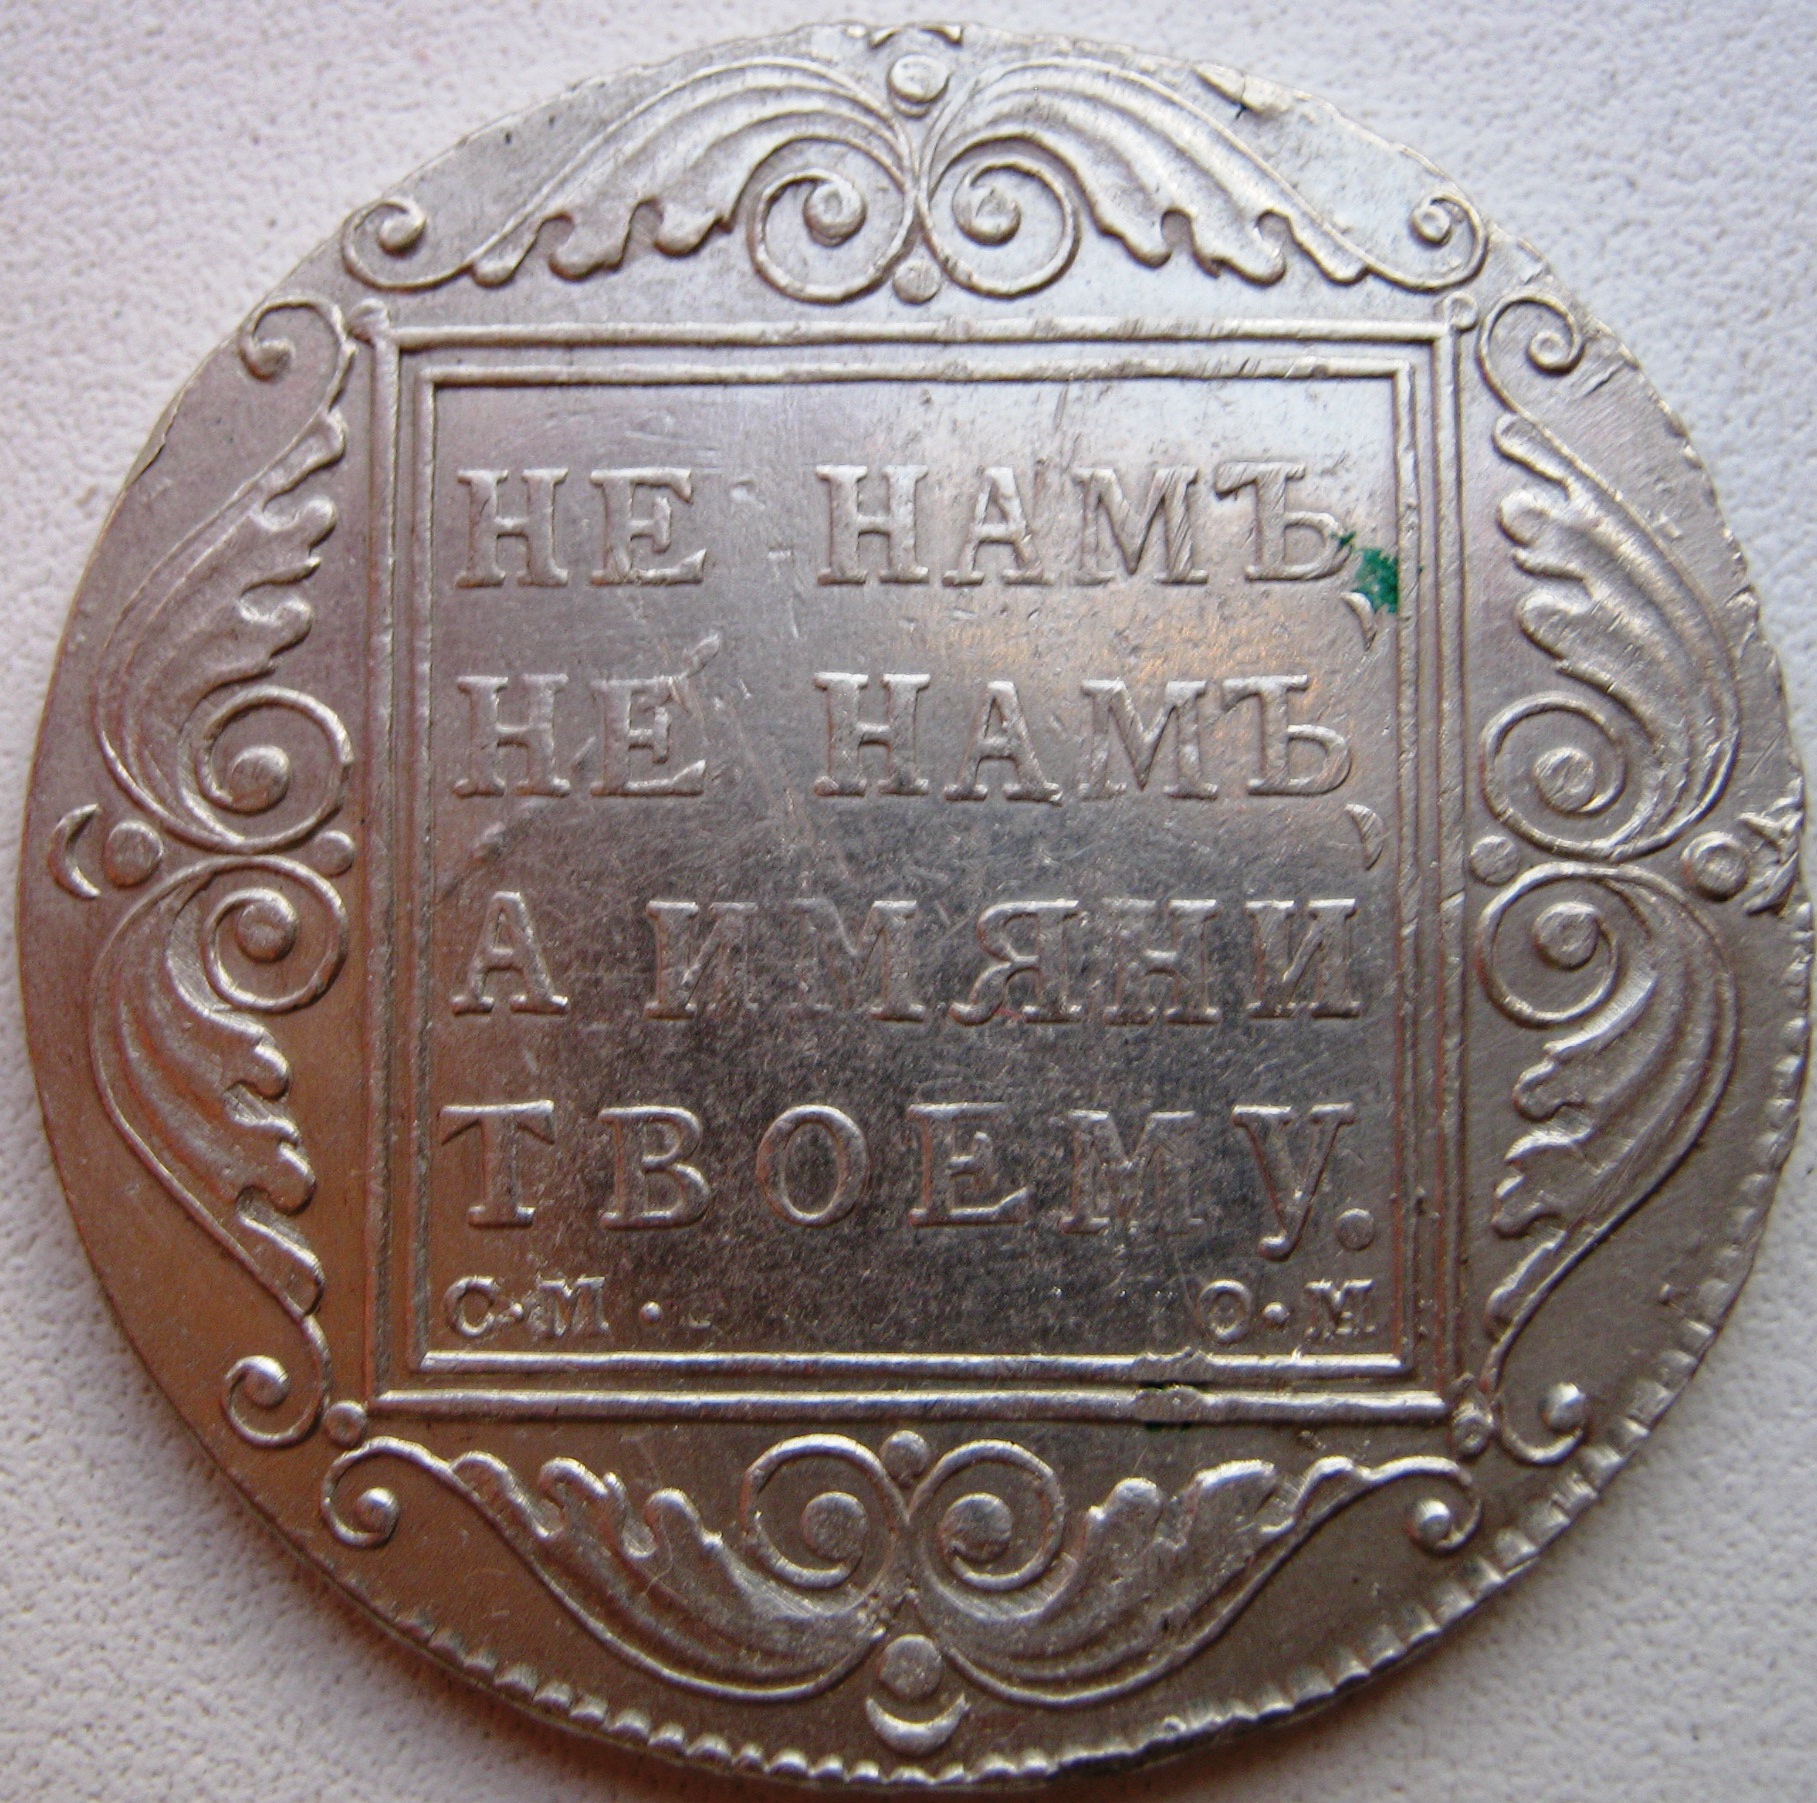 НЕ НАМЪ,
НЕ НАМЪ,
А ИМЯНИ
ТВОЕМУ.
С·М· О·М